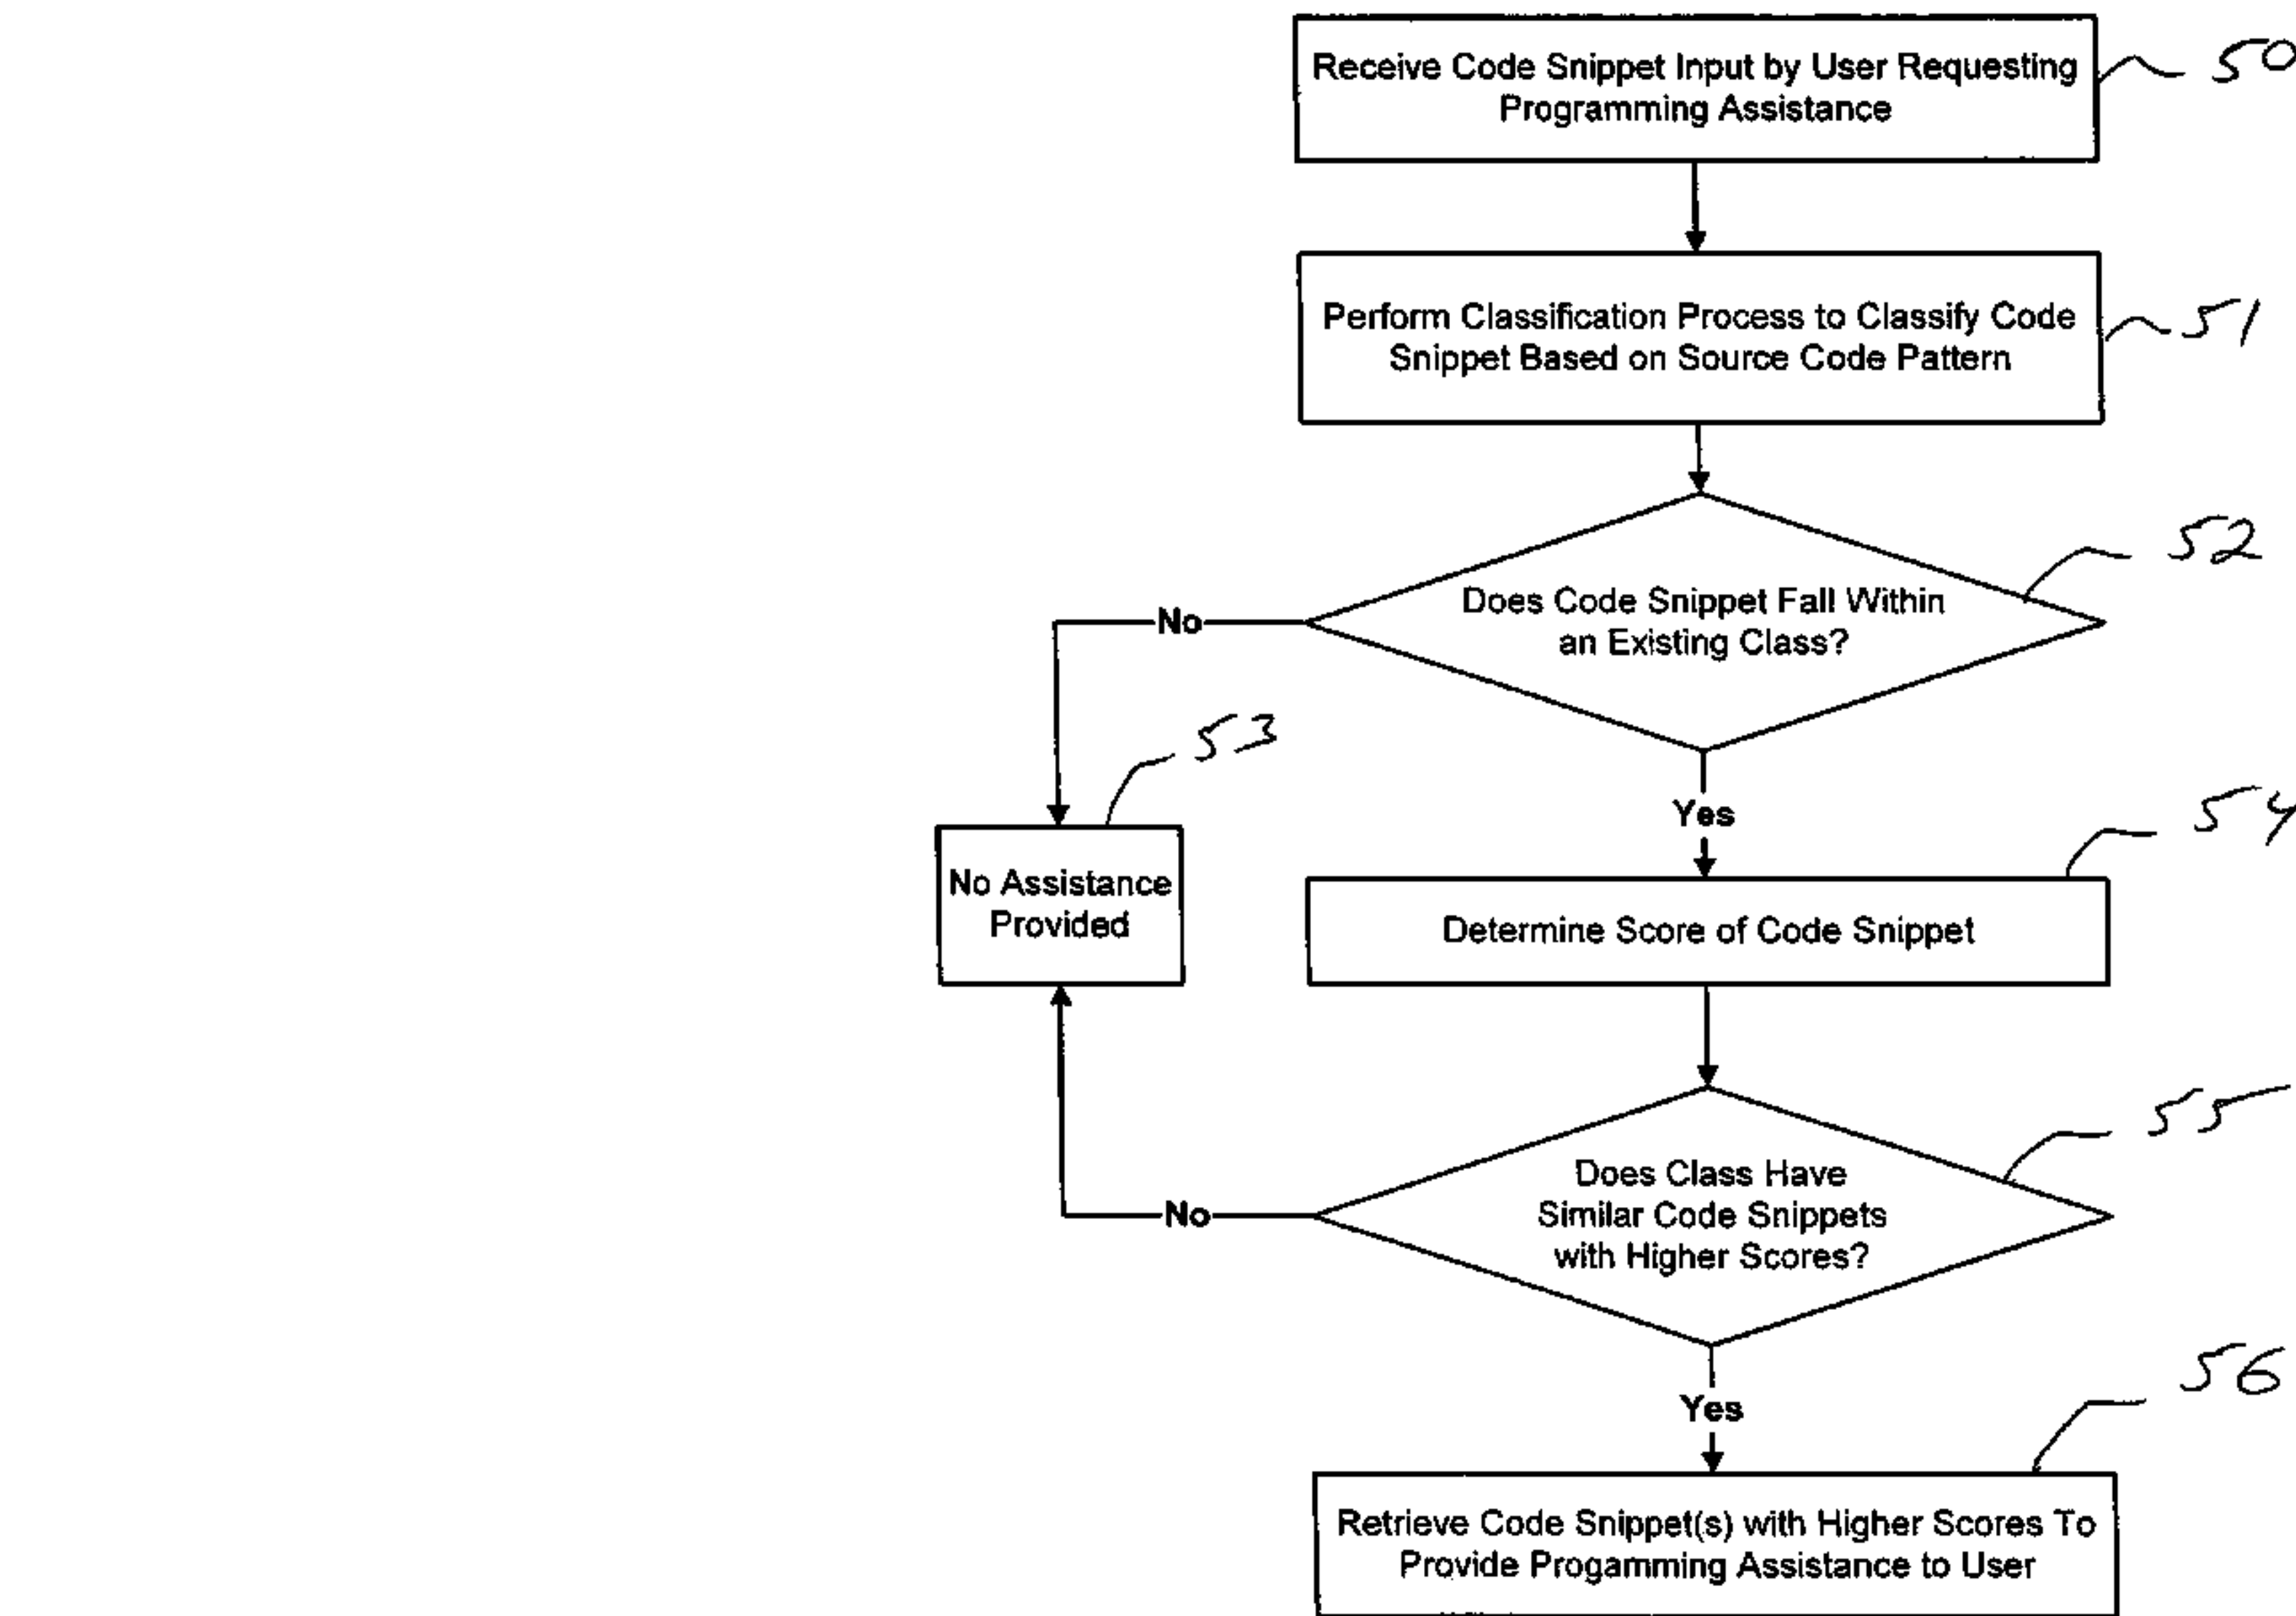 Receive Code Snippet Input by User Requesting
Programming Assistance
50
Perform Classification Process to Classify Code
Snippet Based on Source Code Pattern
51
52
Does Code Snippet Fall Within
an Existing Class?
No
53
Yes
54
No Assistance
Provided
Determine Score of Code Snippet
55
Does Class Have
Similar Code Snippets
with Higher Scores?
No
56
Yes
Retrieve Code Snippet(s) with Higher Scores To
Provide Progamming Assistance to User